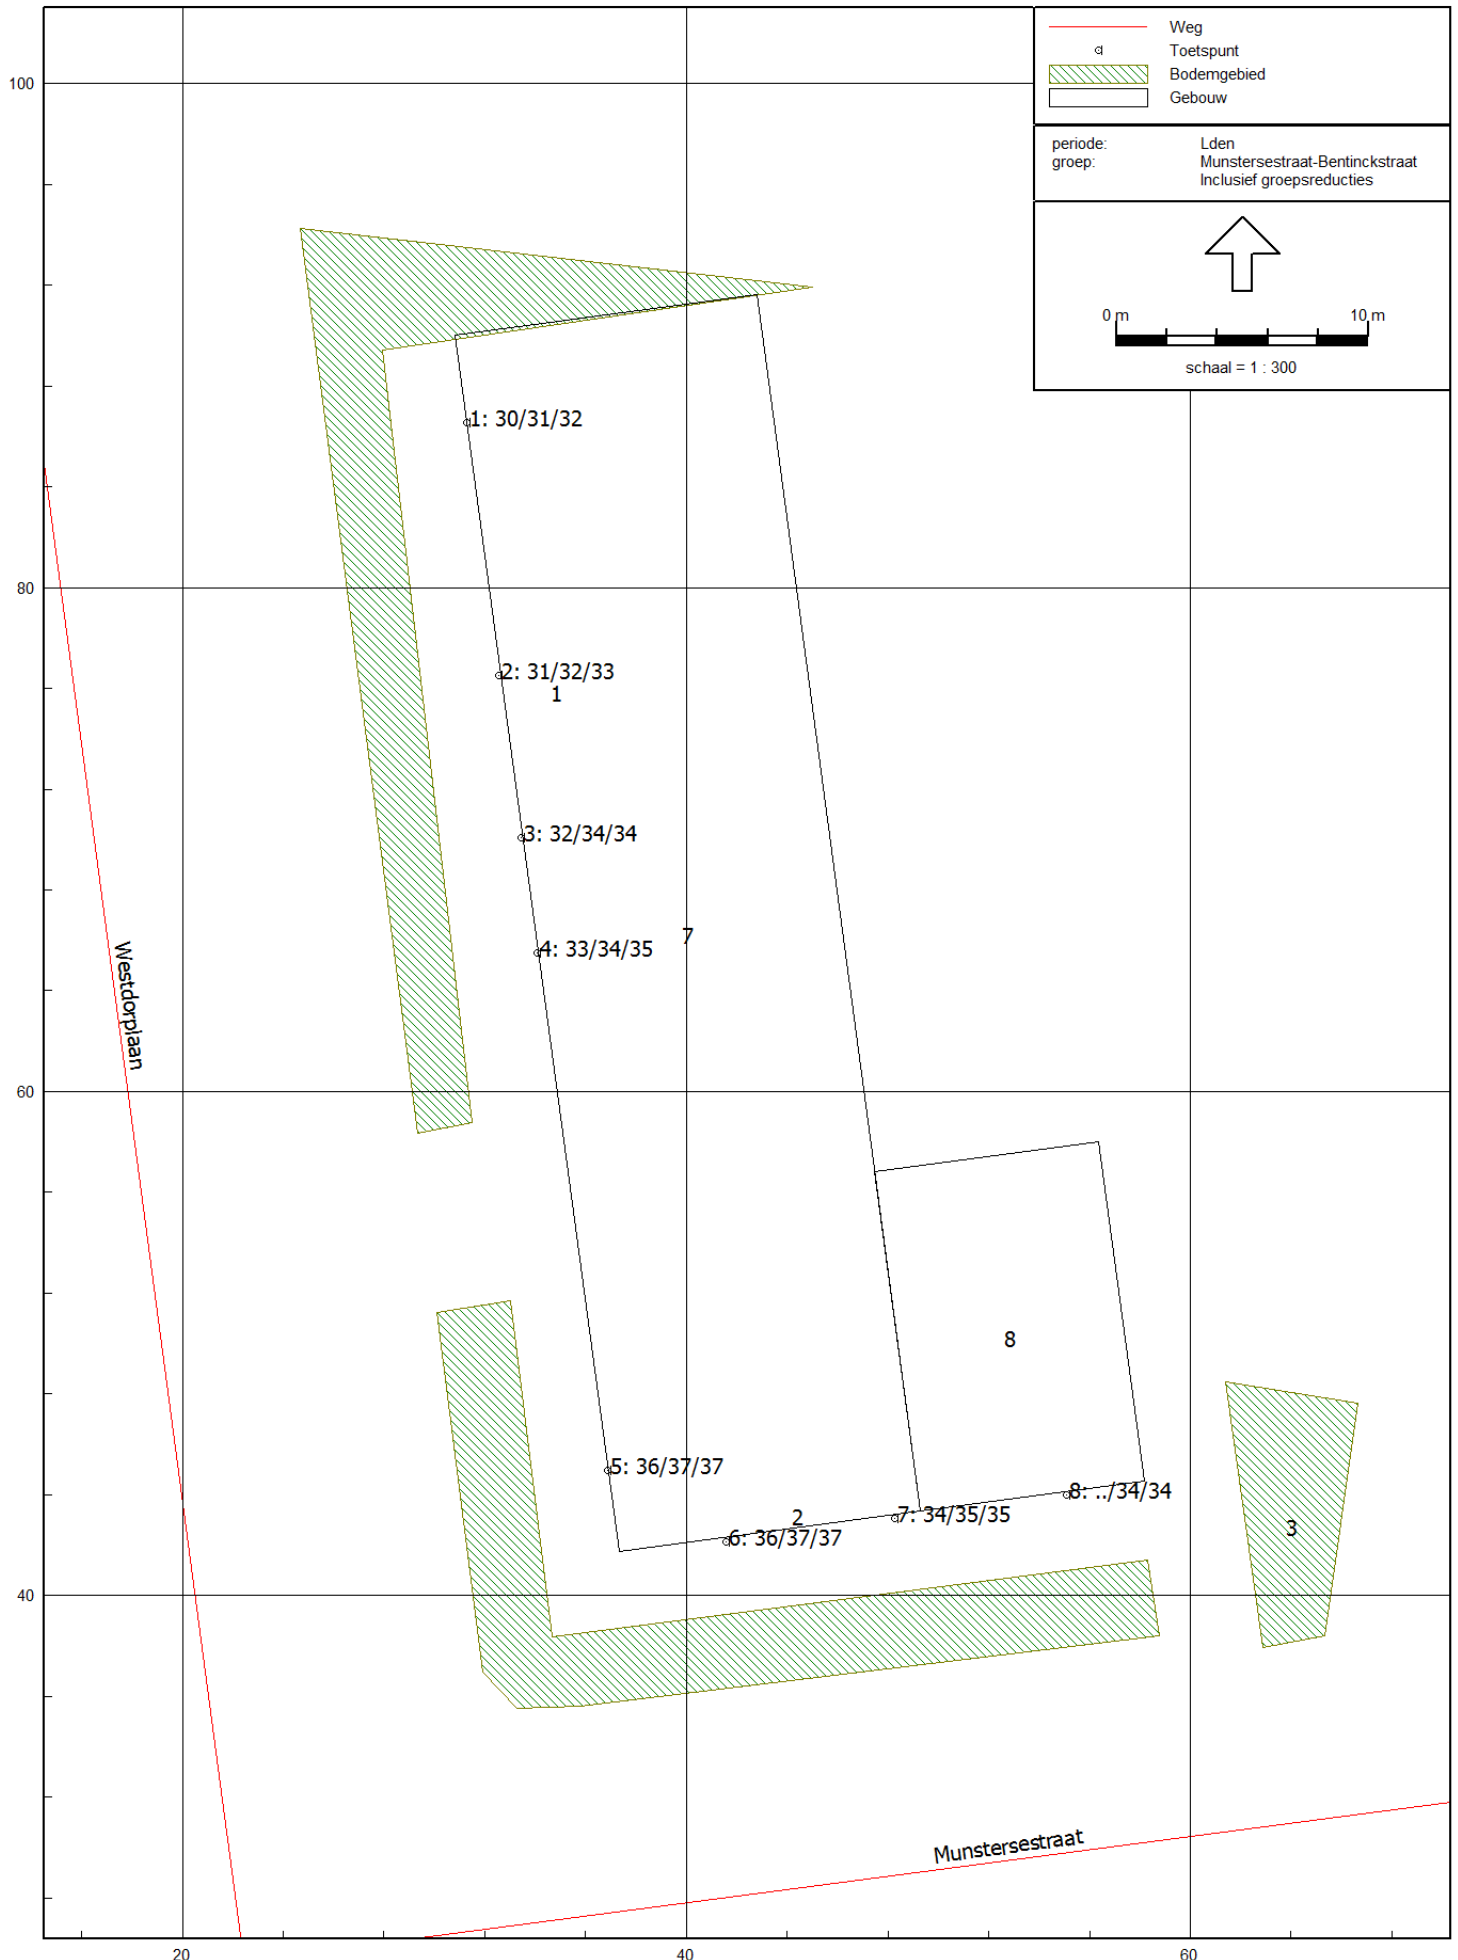 Weg
Toetspunt
Bodemgebied
Gebouw
periode: Lden
groep: Munstersestraat-Bentinckstraat
Inclusief groepsreducties
0 m 10 m
schaal = 1 : 300
100
1: 30/31/32
80
2: 31/32/33
1
3: 32/34/34
7
4: 33/34/35
Westdorplaan
60
8
5: 36/37/37
8: ../34/34
7: 34/35/35
2
3
6: 36/37/37
40
Munstersestraat
20 40 60